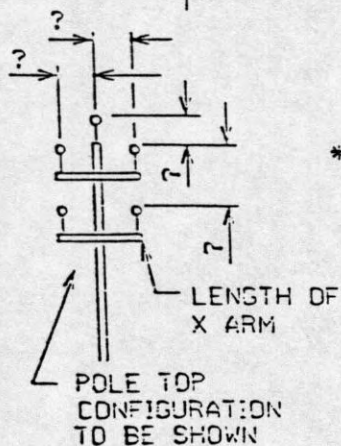 ?
?
*
?
?
LENGTH OF
X ARM
POLE TOP
CONFIGURATION
TO BE SHOWN